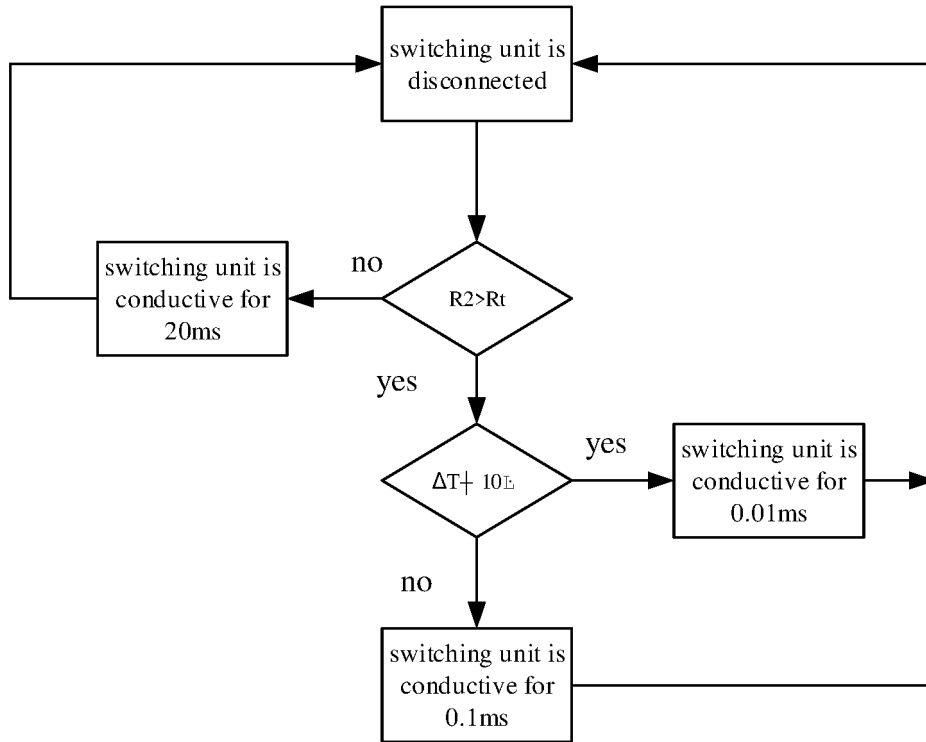 switching unit is
disconnected
no
switching unit is
conductive for
20ms
R2>Rt
yes
yes
switching unit is
conductive for
0.01ms
ΔT
no
switching unit is
conductive for
0.1ms